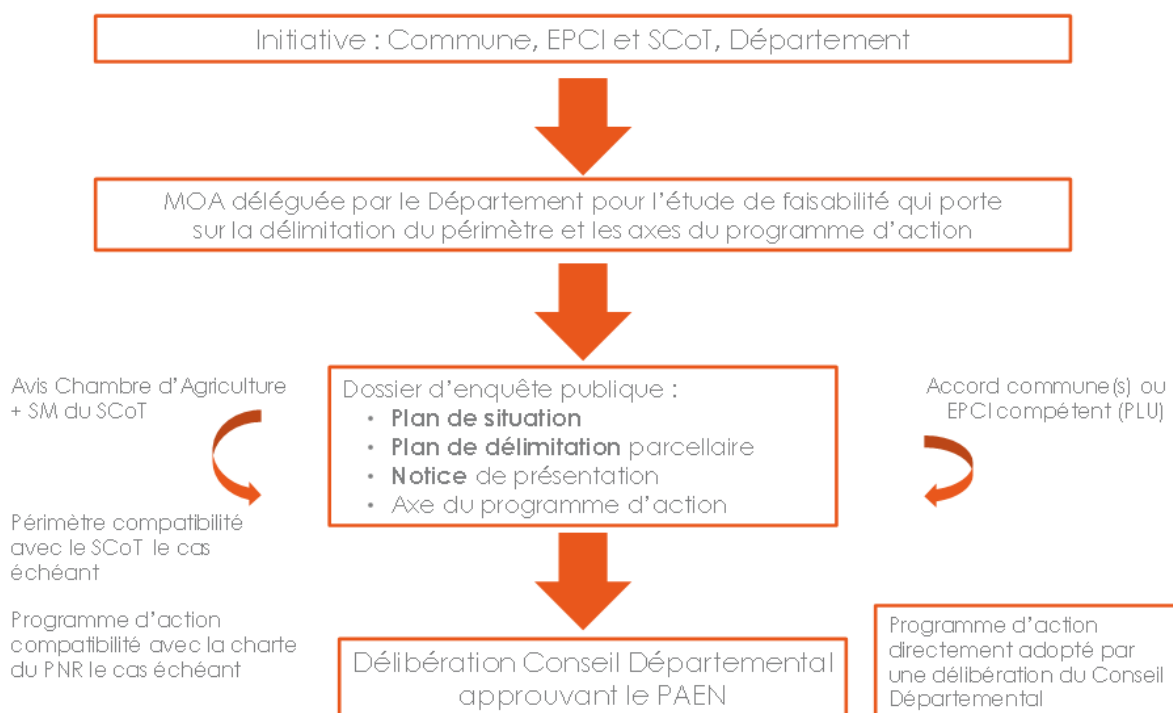 Initiative : Commune, EPCI et SCoT, Département
MOA déléguée par le Département pour l'étude de faisabilité qui porte
sur la délimitation du périmètre et les axes du programme d'action
Avis Chambre d'Agriculture
+ SM du SCoT
Dossier d'enquête publique :
• Plan de situation
• Plan de délimitation parcellaire
• Notice de présentation
• Axe du programme d'action
Accord commune(s) ou
EPCI compétent (PLU)
Périmètre compatibilité
avec le SCoT le cas
échéant
Programme d'action
compatibilité avec la charte
du PNR le cas échéant
Délibération Conseil Départemental
approuvant le PAEN
Programme d'action
directement adopté par
une délibération du Conseil
Départemental